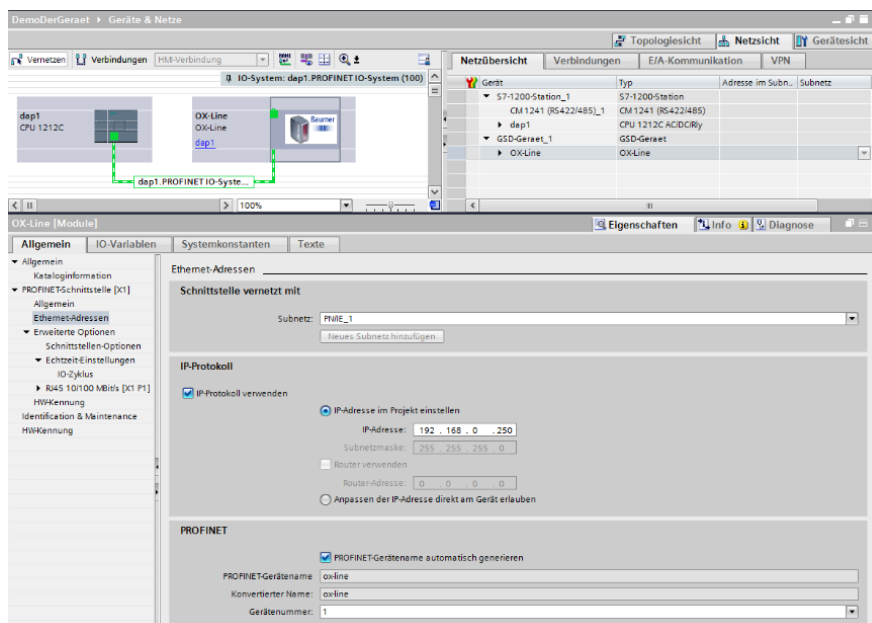 DemoDerGeraet ▸ Geräte & Netze
Topologiesicht Netzsicht Gerätesicht
Vernetzen Verbindungen HMI-Verbindung
Netzübersicht Verbindungen E/A-Kommunikation VPN
IO-System: dap1.PROFINET IO-System (100)
Gerät Typ Adresse im Subn.. Subnetz
S7-1200-Station_1 S7-1200-Station
CM 1241 (RS422/485)_1 CM 1241 (RS422/485)
dap1 CPU 1212C AC/DC/Rly
GSD-Geraet_1 GSD-Geraet
OX-Line OX-Line
dap1
CPU 1212C
OX-Line
OX-Line
dap1
Baumer
dap1.PROFINET IO-Syste...
100%
OX-Line [Module]
Eigenschaften Info Diagnose
Allgemein IO-Variablen Systemkonstanten Texte
Allgemein
Kataloginformation
PROFINET-Schnittstelle [X1]
Allgemein
Ethernet-Adressen
Erweiterte Optionen
Schnittstellen-Optionen
Echtzeit-Einstellungen
IO-Zyklus
RJ45 10/100 MBit/s [X1 P1]
HW-Kennung
Identification & Maintenance
HW-Kennung
Ethernet-Adressen
Schnittstelle vernetzt mit
Subnetz: PN/IE_1
Neues Subnetz hinzufügen
IP-Protokoll
IP-Protokoll verwenden
IP-Adresse im Projekt einstellen
IP-Adresse: 192 . 168 . 0 . 250
Subnetzmaske: 255 . 255 . 255 . 0
Router verwenden
Router-Adresse: 0 . 0 . 0 . 0
Anpassen der IP-Adresse direkt am Gerät erlauben
PROFINET
PROFINET-Gerätename automatisch generieren
PROFINET-Gerätename ox-line
Konvertierter Name: ox-line
Gerätenummer: 1